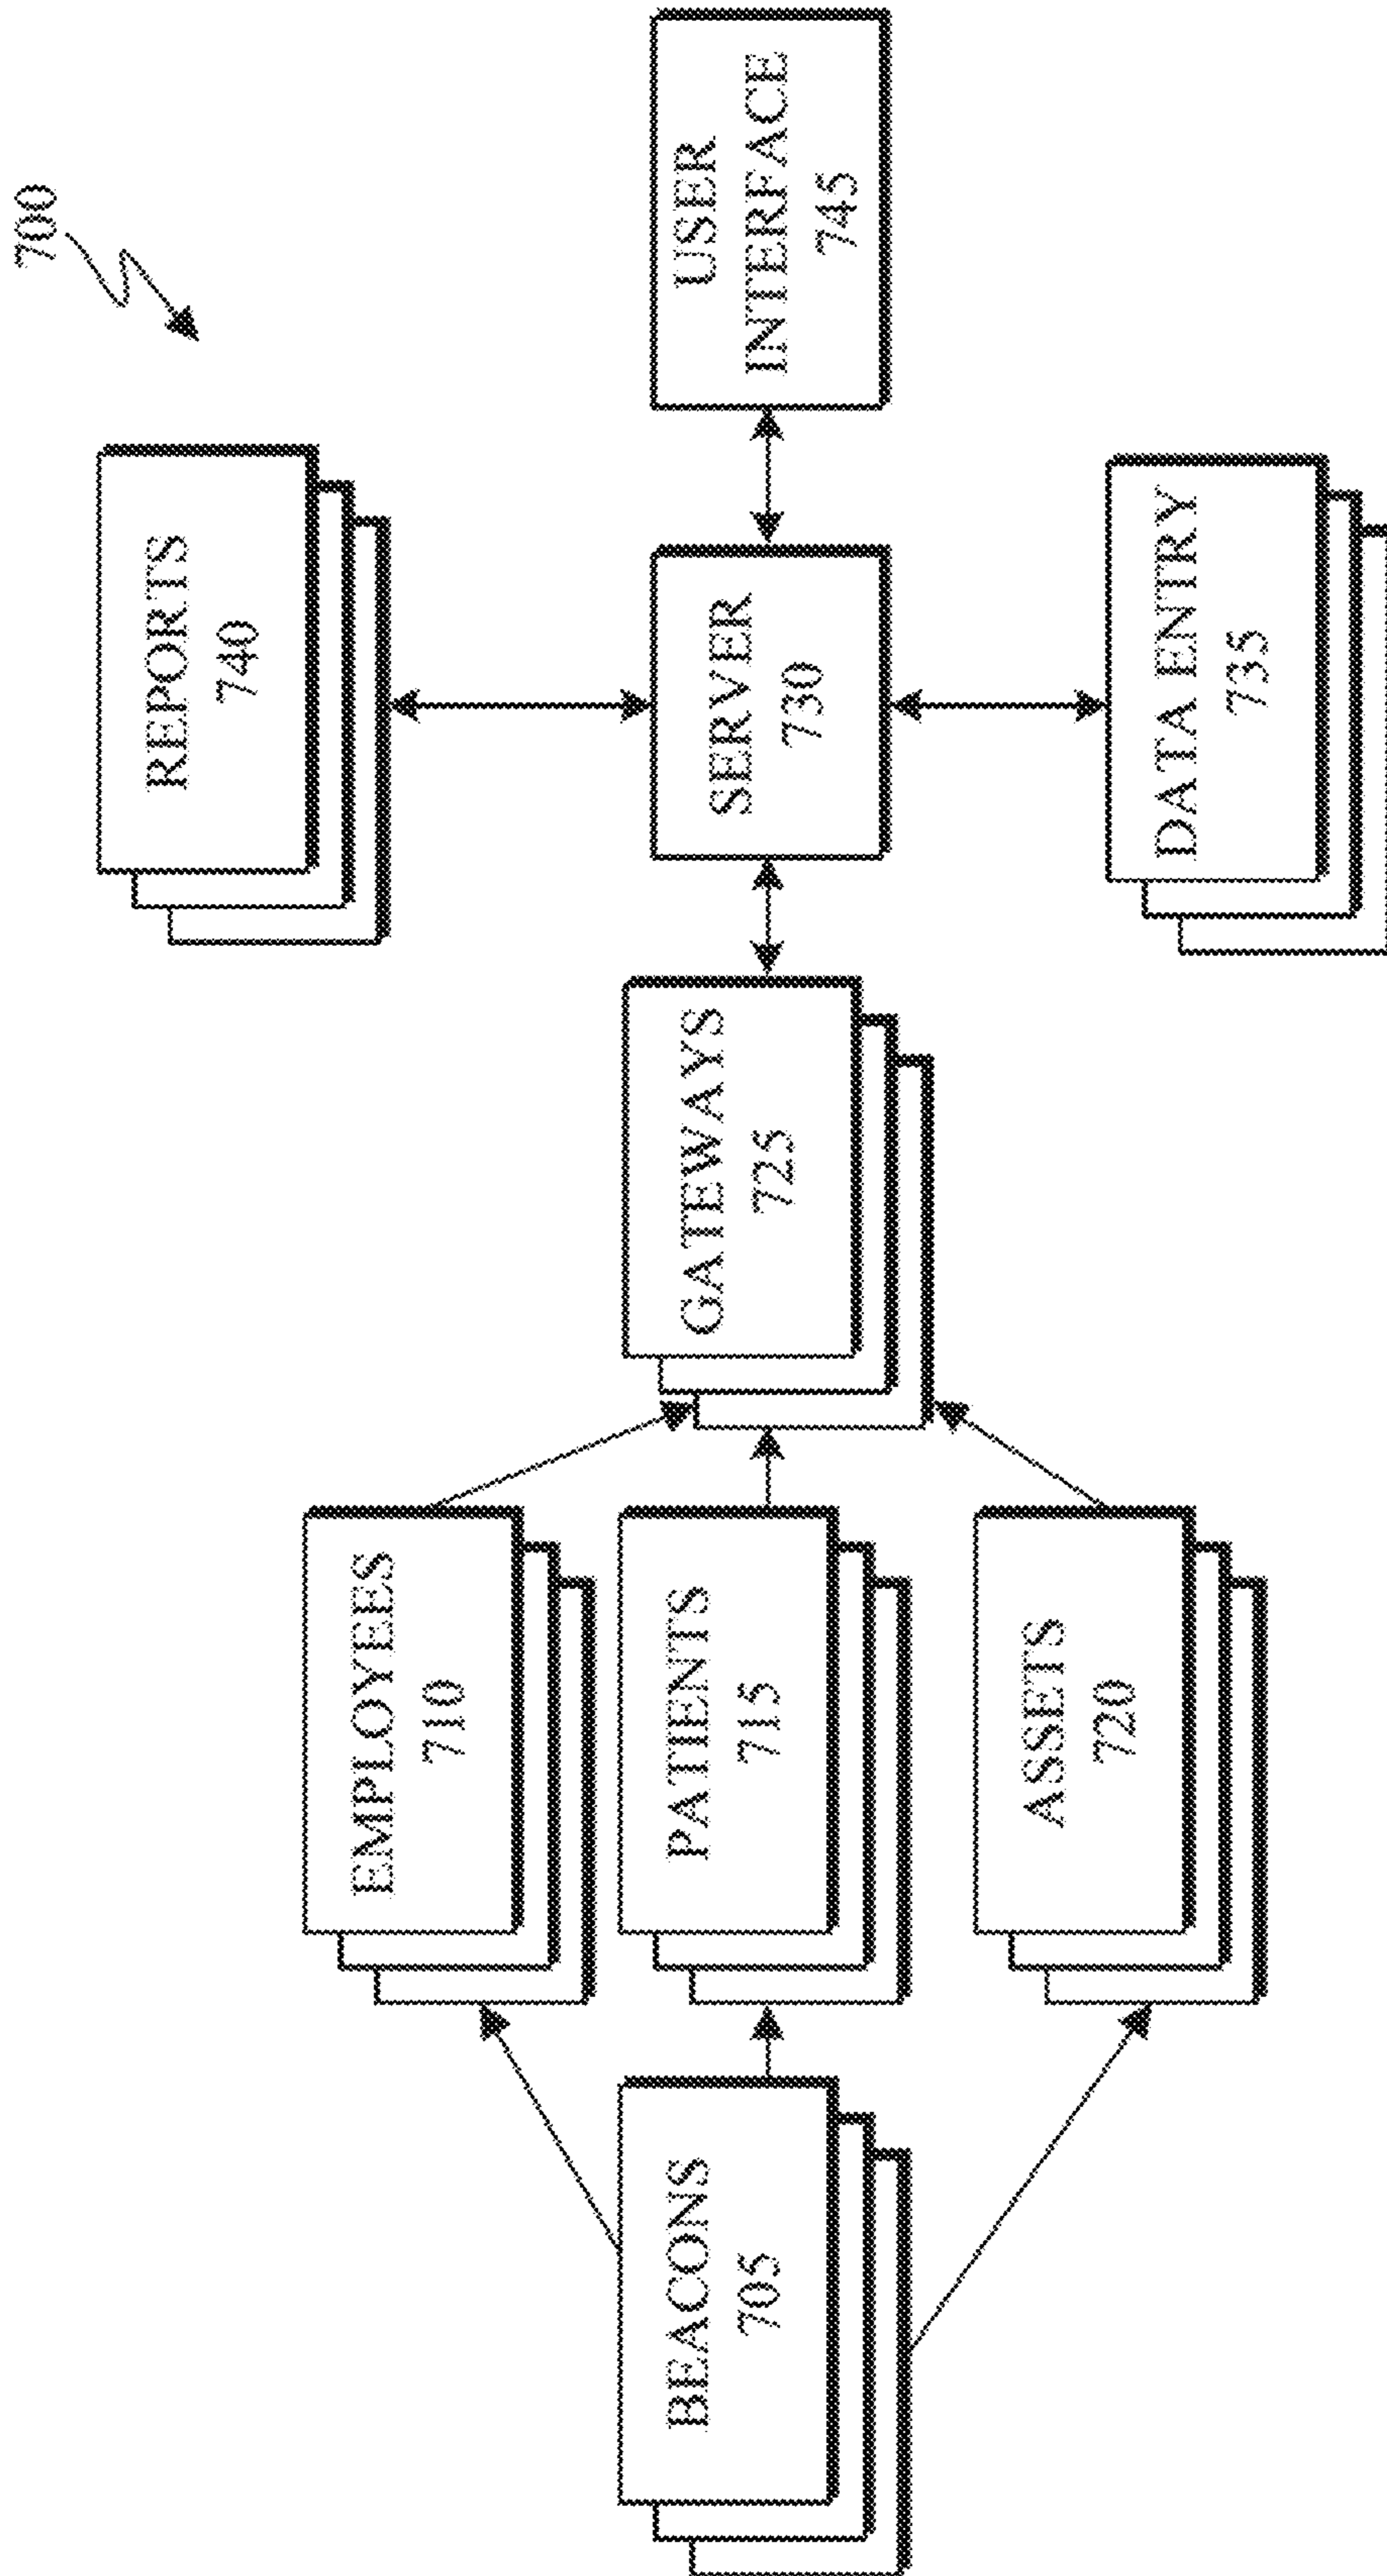 700
REPORTS
740
EMPLOYEES
710
BEACONS
705
PATIENTS
715
GATEWAYS
725
SERVER
730
USER
INTERFACE
745
ASSETS
720
DATA ENTRY
735